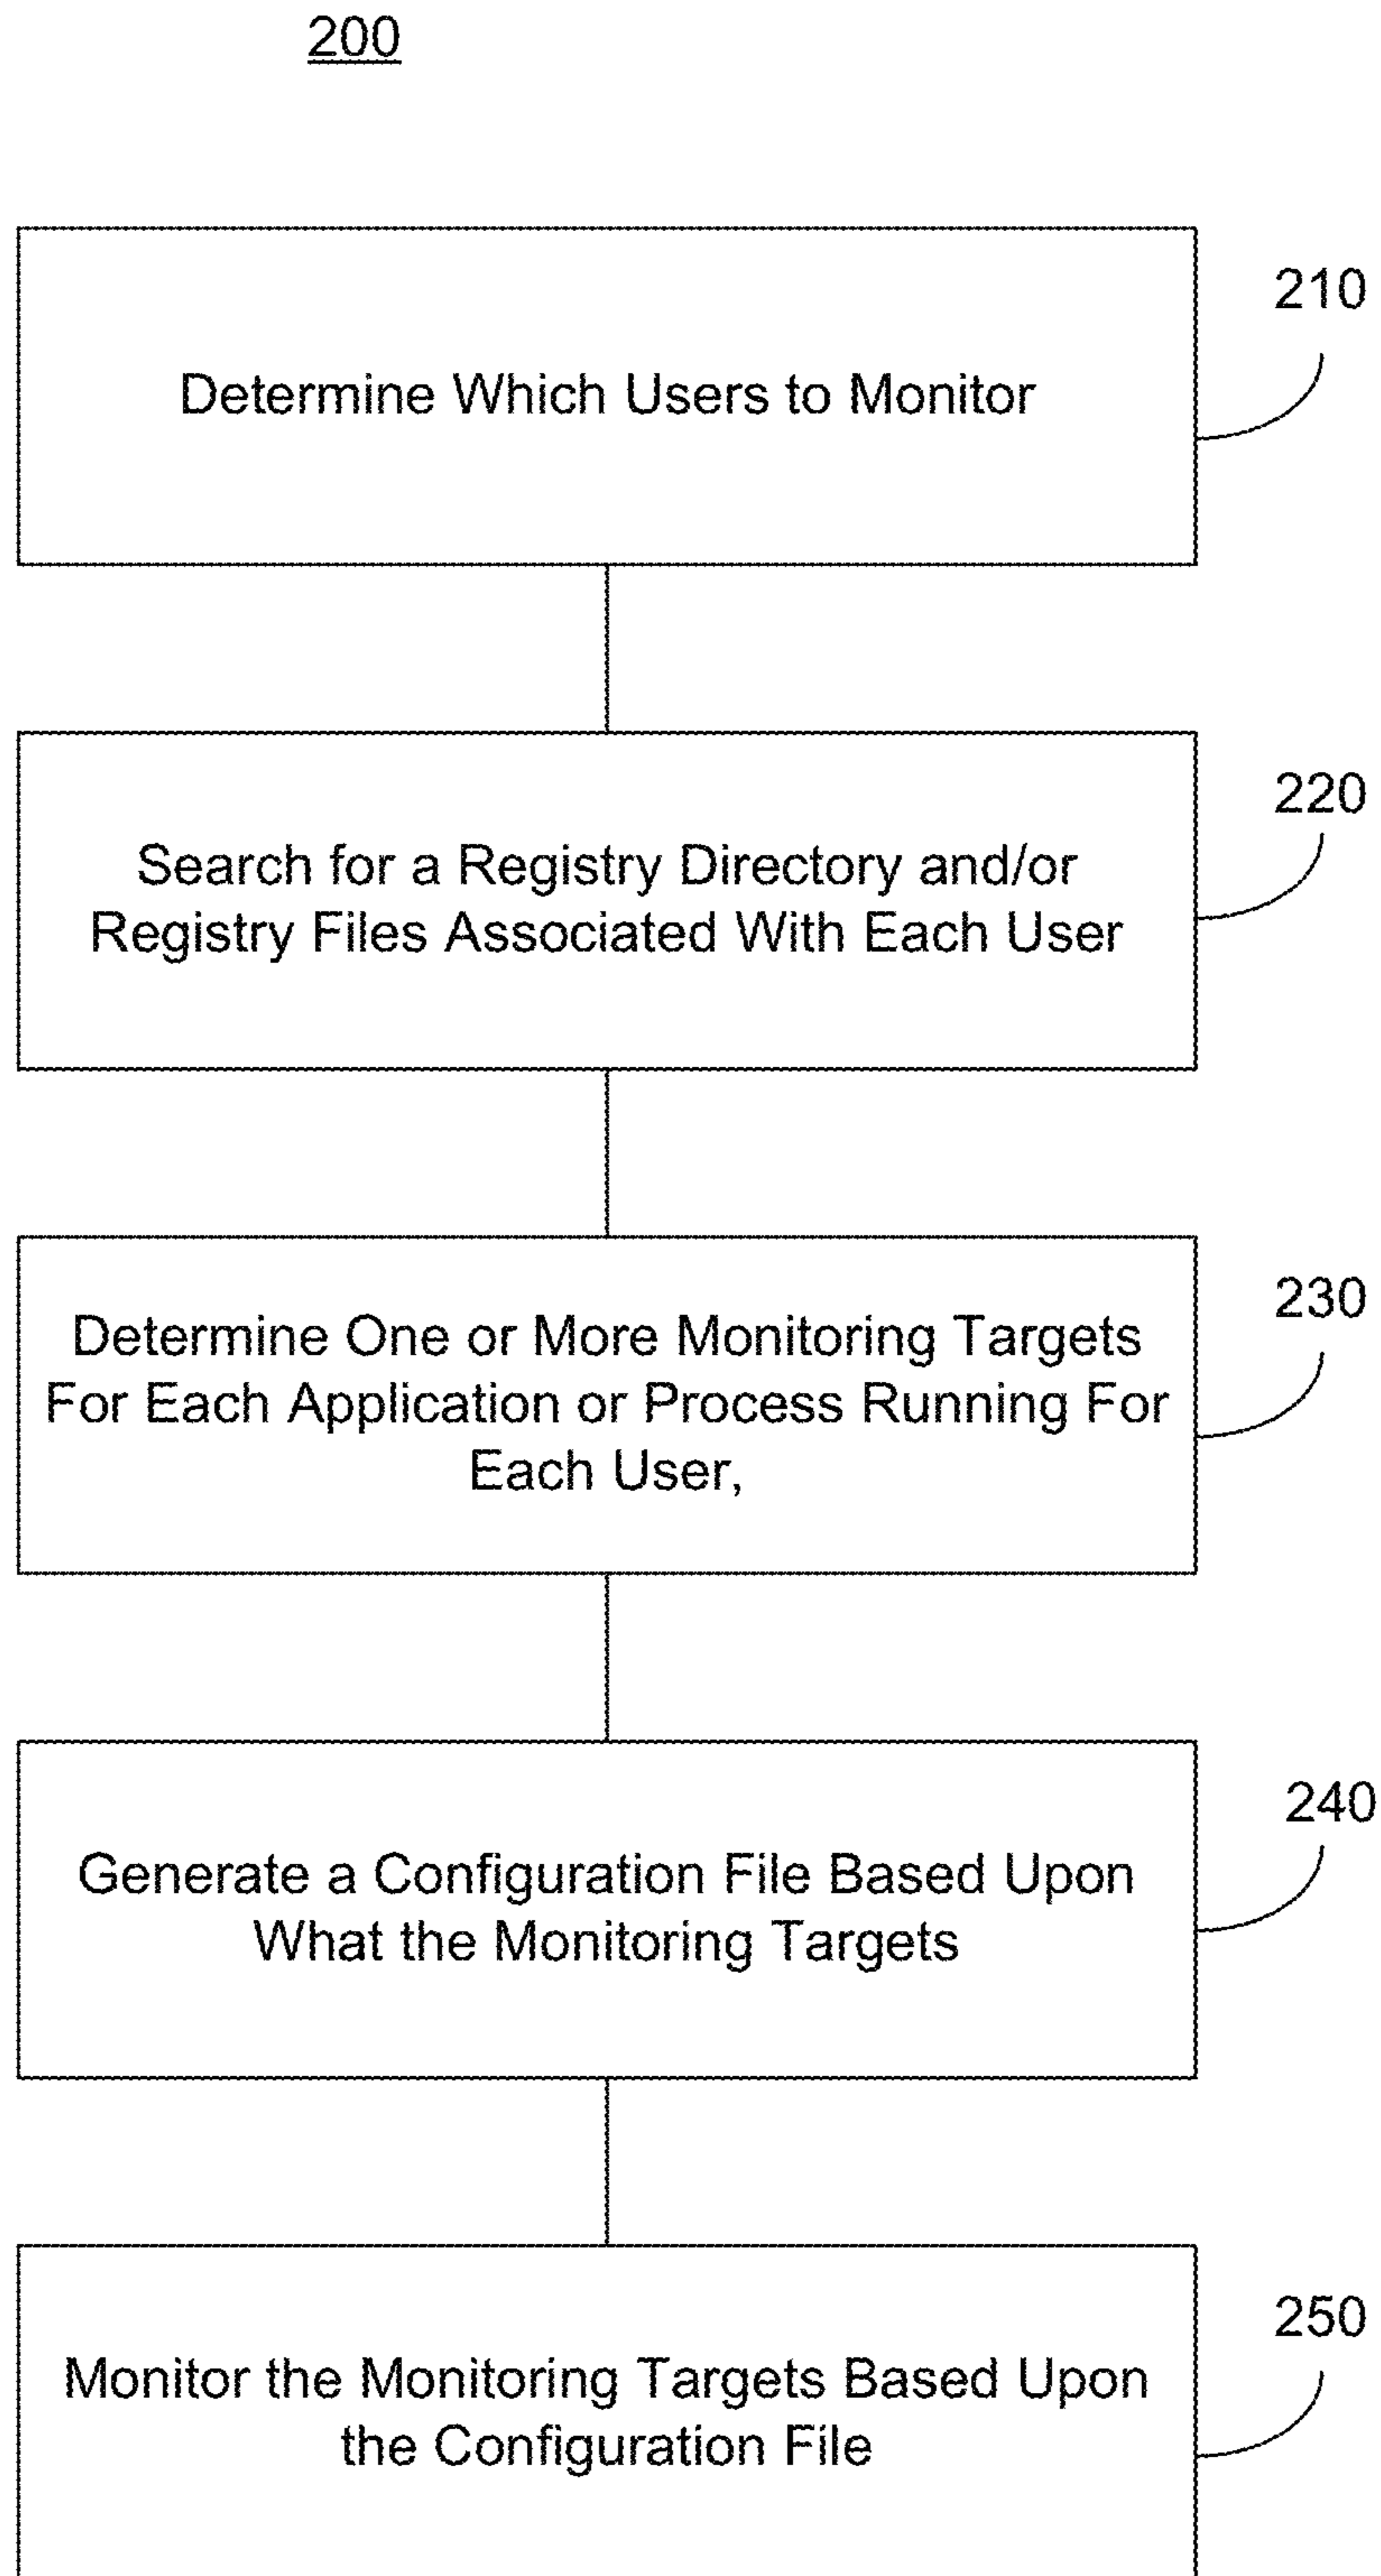 200
Determine Which Users to Monitor
210
Search for a Registry Directory and/or
Registry Files Associated With Each User
220
Determine One or More Monitoring Targets
For Each Application or Process Running For
Each User,
230
Generate a Configuration File Based Upon
What the Monitoring Targets
240
Monitor the Monitoring Targets Based Upon
the Configuration File
250